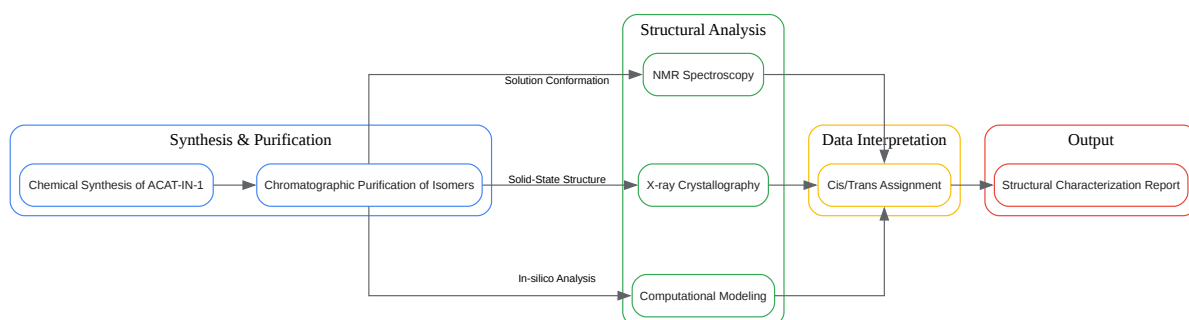 Structural Analysis
NMR Spectroscopy
Solution Conformation
Synthesis & Purification
Data Interpretation
Output
Chemical Synthesis of ACAT-IN-1
Chromatographic Purification of Isomers
Solid-State Structure
X-ray Crystallography
Cis/Trans Assignment
Structural Characterization Report
In-silico Analysis
Computational Modeling